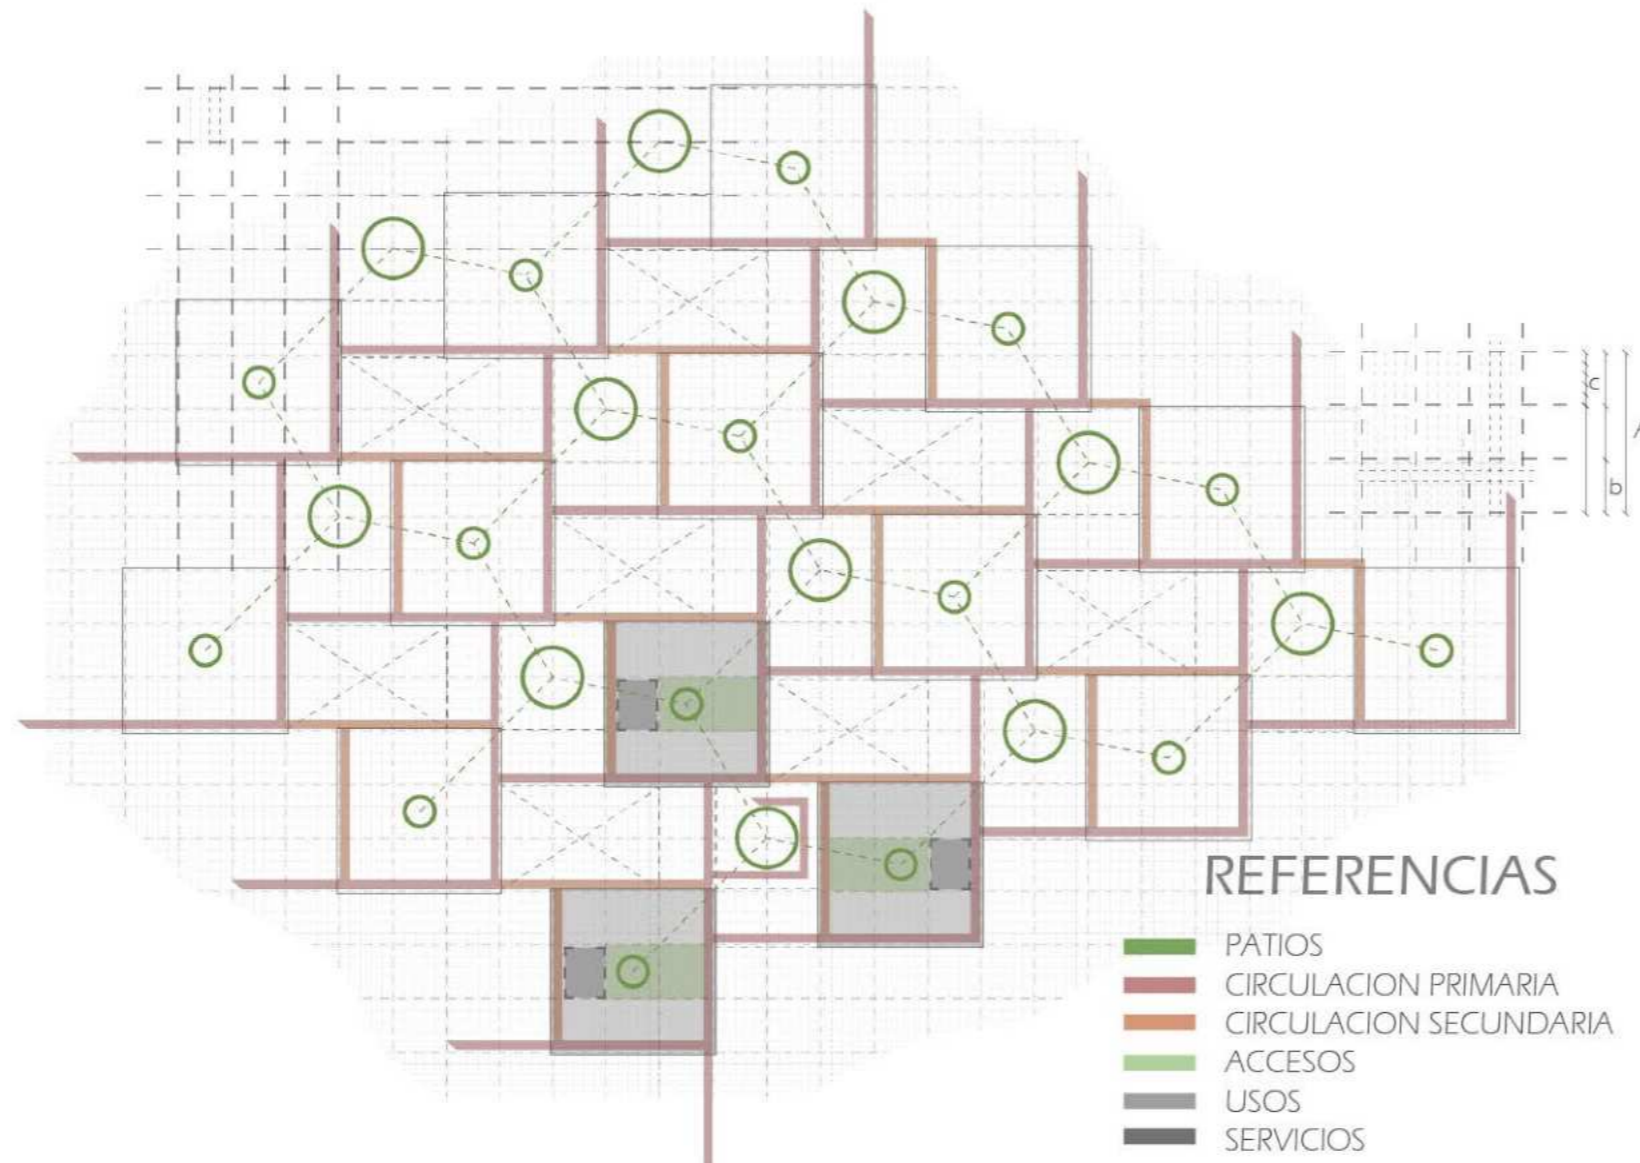 c
A
b
REFERENCIAS
PATIOS
CIRCULACION PRIMARIA
CIRCULACION SECUNDARIA
ACCESOS
USOS
SERVICIOS